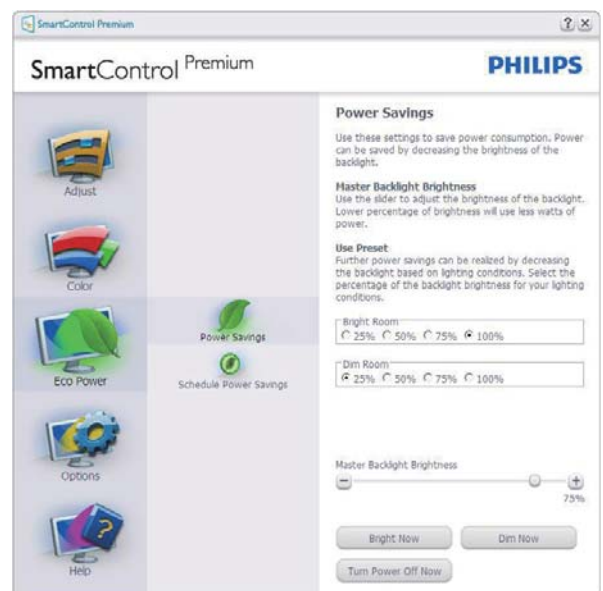 SmartControl Premium
SmartControl Premium
PHILIPS
Adjust
Color
Eco Power
Options
Help
Power Savings
Schedule Power Savings
Power Savings
Use these settings to save power consumption. Power
can be saved by decreasing the brightness of the
backlight.
Master Backlight Brightness
Use the slider to adjust the brightness of the backlight.
Lower percentage of brightness will use less watts of
power.
Use Preset
Further power savings can be realized by decreasing
the backlight based on lighting conditions. Select the
percentage of the backlight brightness for your lighting
conditions.
Bright Room
25% 50% 75% 100%
Dim Room
25% 50% 75% 100%
Master Backlight Brightness
75%
Bright Now
Dim Now
Turn Power Off Now